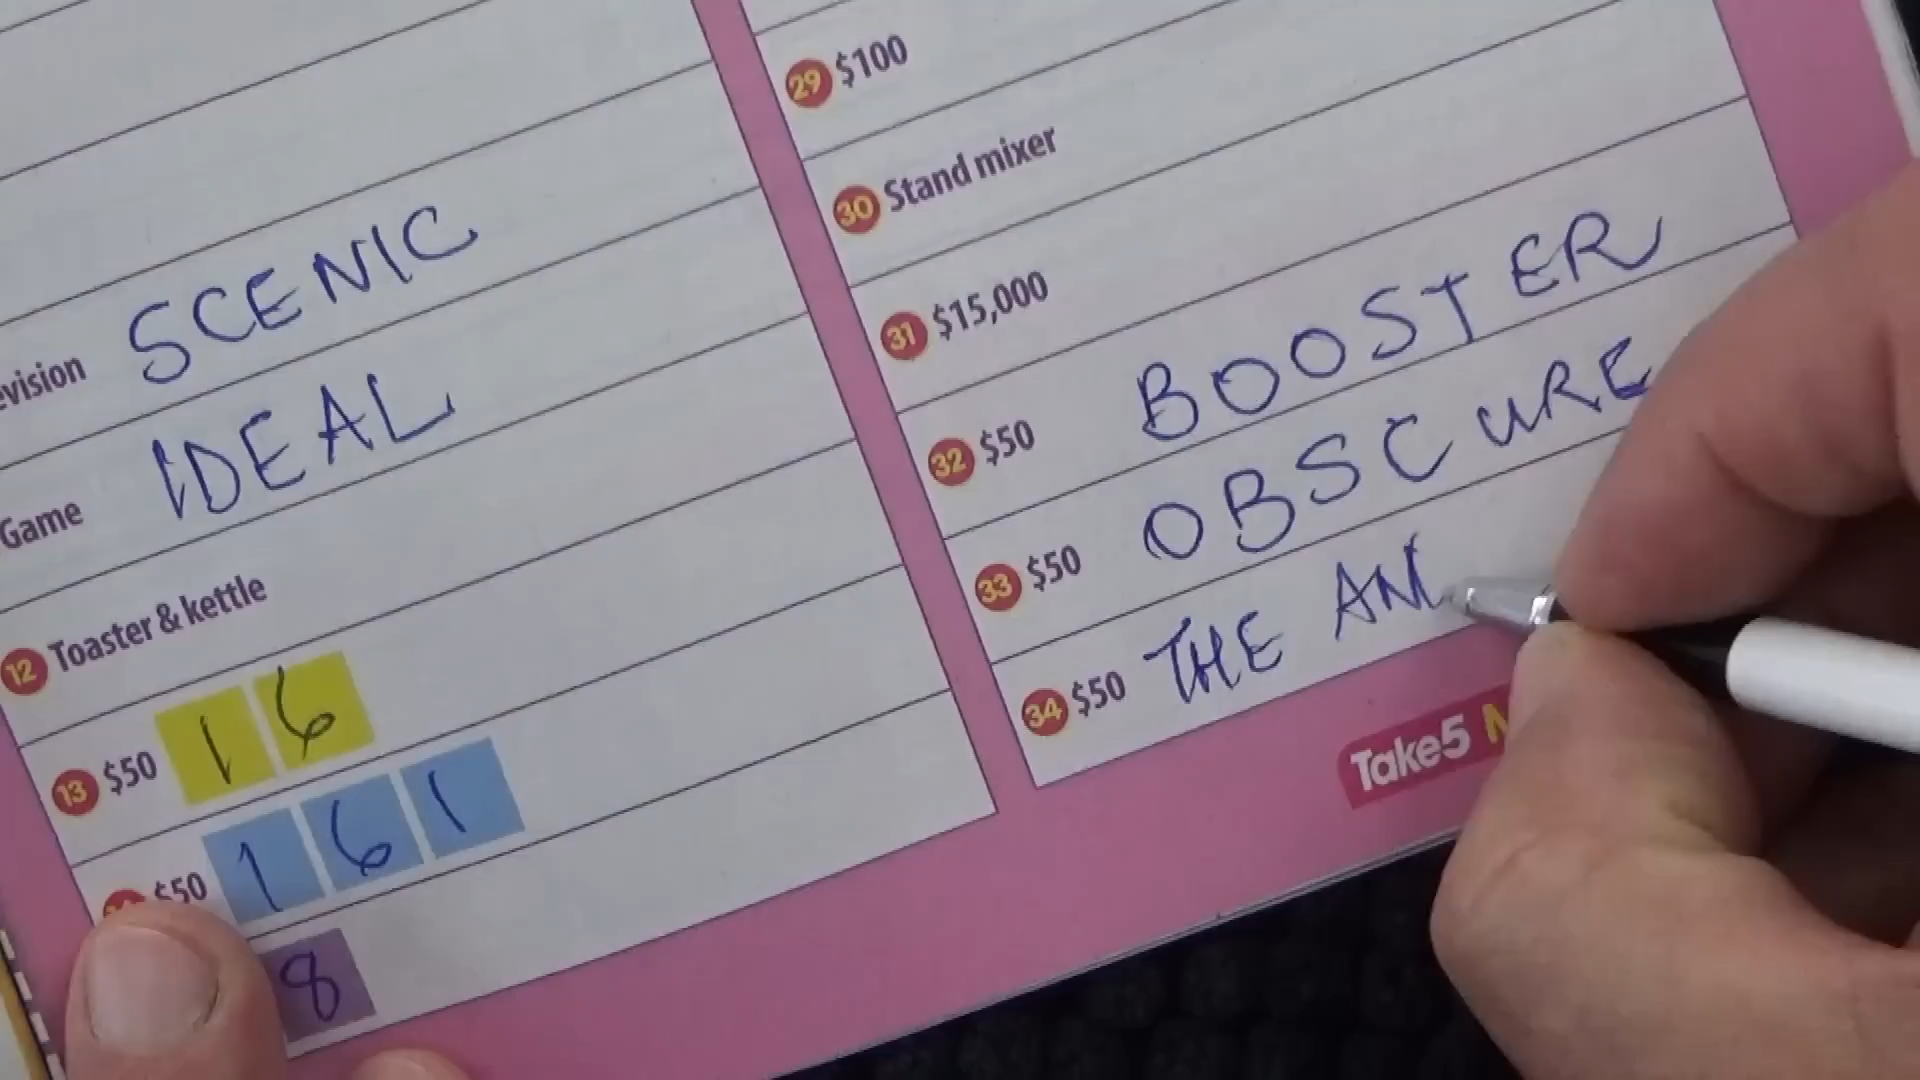 evision SCENIC
Game IDEAL
12 Toaster & kettle
13 $50 16
$50 161
8
29 $100
30 Stand mixer
31 $15,000
32 $50 BOOSTER
33 $50 OBSCURE
34 $50 THE AN
Take5